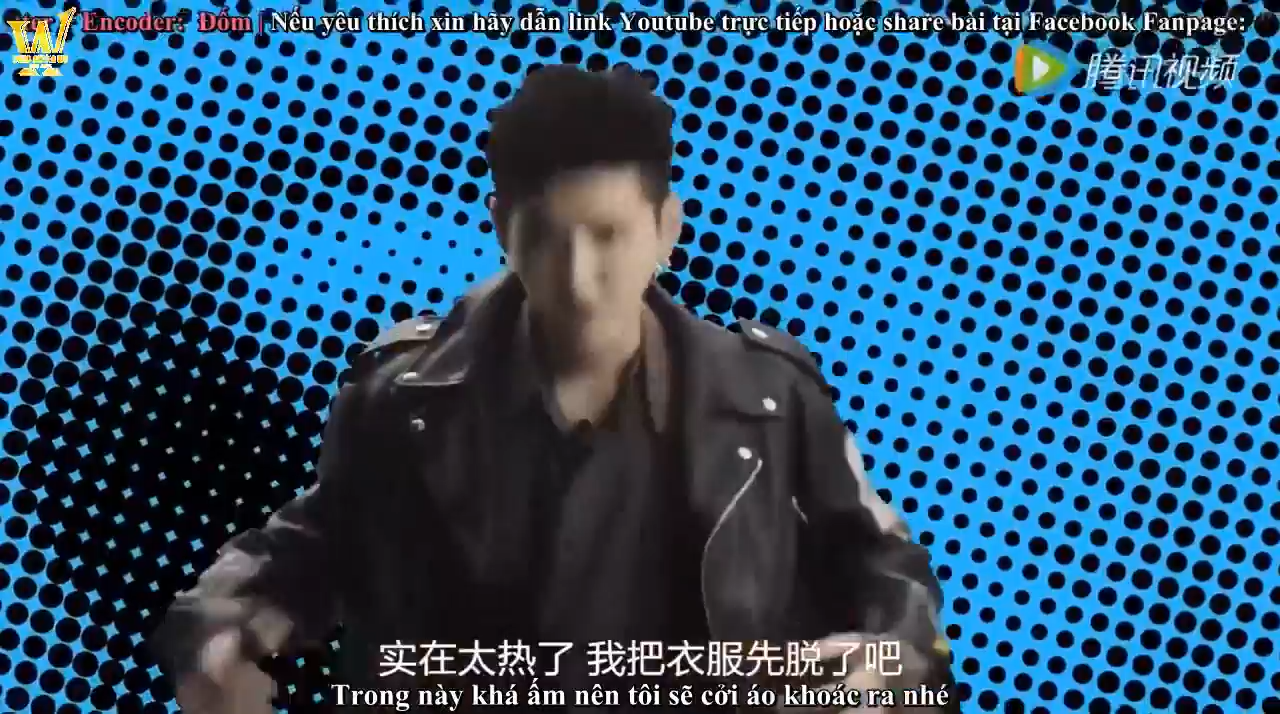 Encoder: Đốm | Nếu yêu thích xin hãy dẫn link Youtube trực tiếp hoặc share bài tại Facebook Fanpage:
腾讯视频
实在太热了 我把衣服先脱了吧
Trong này khá ấm nên tôi sẽ cởi áo khoác ra nhé